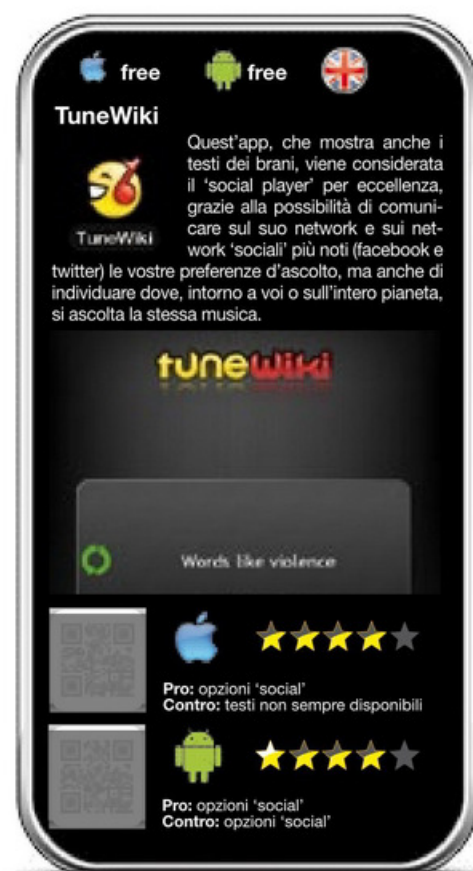 free free
TuneWiki
Quest'app, che mostra anche i
testi dei brani, viene considerata
il 'social player' per eccellenza,
grazie alla possibilità di comuni-
care sul suo network e sui net-
work 'sociali' più noti (facebook e
twitter) le vostre preferenze d'ascolto, ma anche di
individuare dove, intorno a voi o sull'intero pianeta,
si ascolta la stessa musica.
TuneWiki
tunewiki
Words like violence
Pro: opzioni 'social'
Contro: testi non sempre disponibili
Pro: opzioni 'social'
Contro: opzioni 'social'